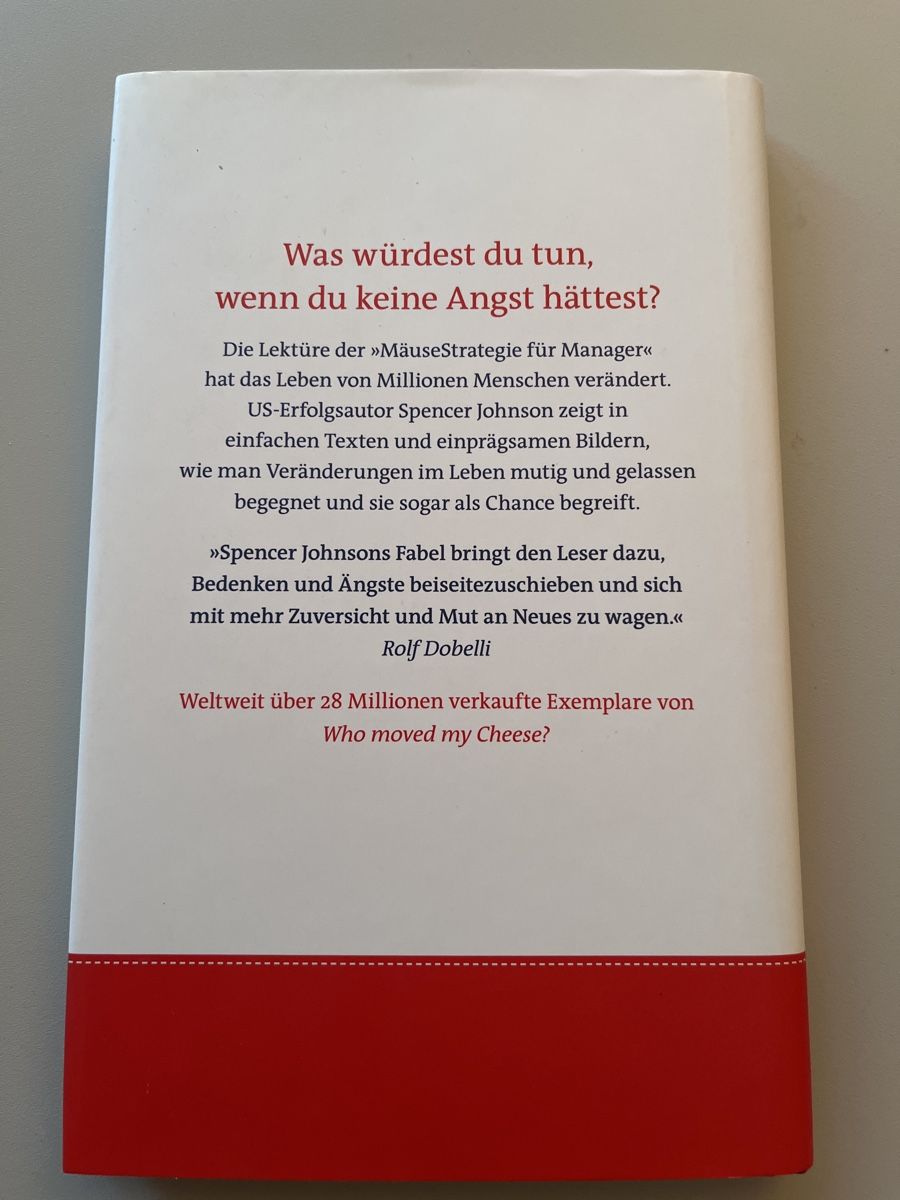 Was würdest du tun,
wenn du keine Angst hättest?
Die Lektüre der »MäuseStrategie für Manager«
hat das Leben von Millionen Menschen verändert.
US-Erfolgsautor Spencer Johnson zeigt in
einfachen Texten und einprägsamen Bildern,
wie man Veränderungen im Leben mutig und gelassen
begegnet und sie sogar als Chance begreift.
»Spencer Johnsons Fabel bringt den Leser dazu,
Bedenken und Ängste beiseitezuschieben und sich
mit mehr Zuversicht und Mut an Neues zu wagen.«
Rolf Dobelli
Weltweit über 28 Millionen verkaufte Exemplare von
Who moved my Cheese?